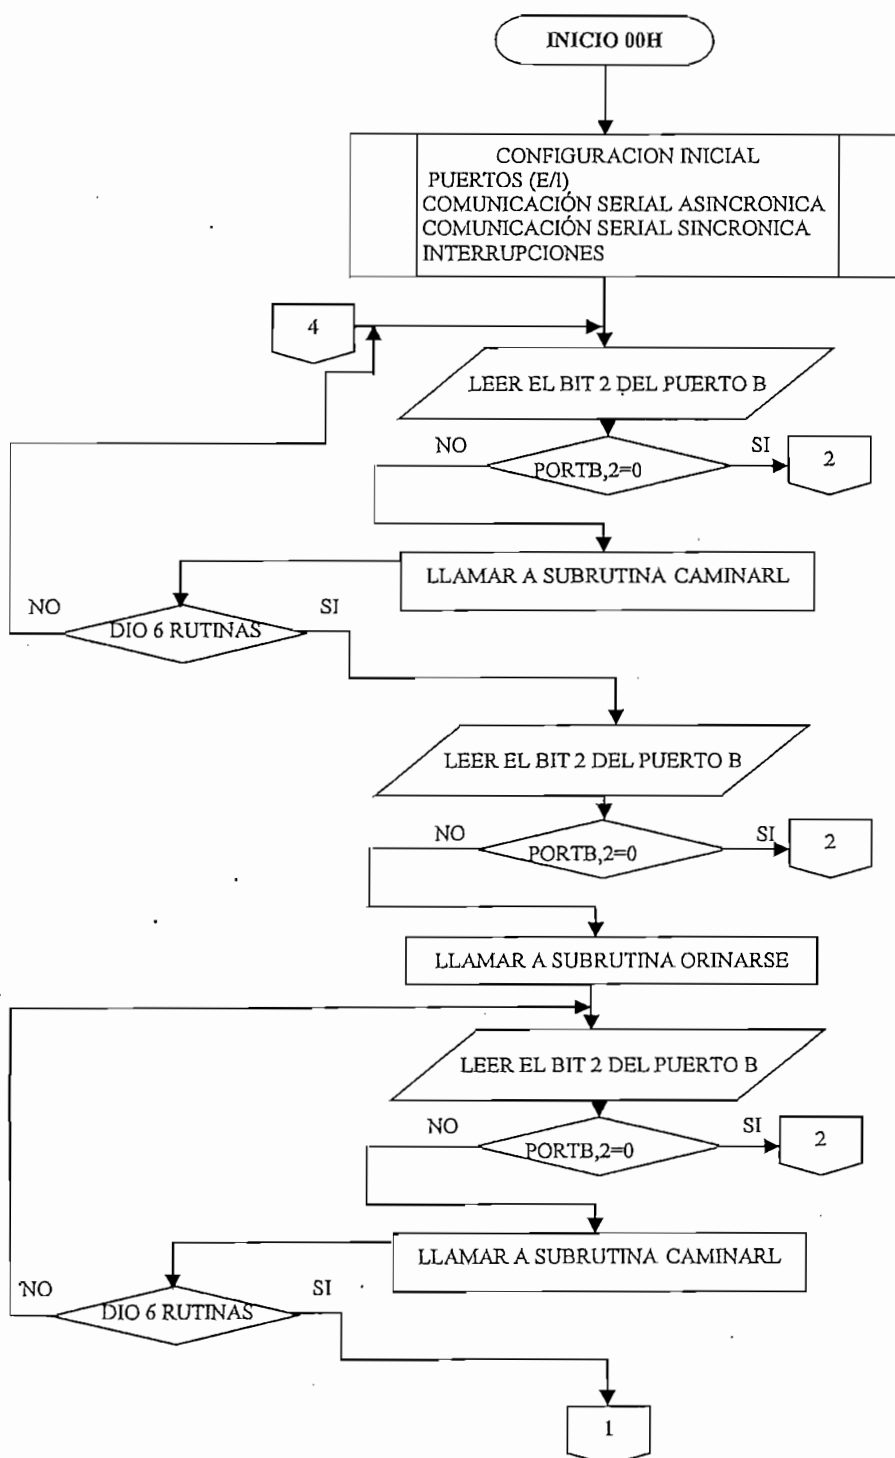 INICIO 00H
CONFIGURACION INICIAL
PUERTOS (E/I)
COMUNICACIÓN SERIAL ASINCRONICA
COMUNICACIÓN SERIAL SINCRONICA
INTERRUPCIONES
4
LEER EL BIT 2 DEL PUERTO B
NO
SI
PORTB,2=0
2
LLAMAR A SUBRUTINA CAMINARL
NO
SI
DIO 6 RUTINAS
LEER EL BIT 2 DEL PUERTO B
NO
SI
PORTB,2=0
2
LLAMAR A SUBRUTINA ORINARSE
LEER EL BIT 2 DEL PUERTO B
NO
SI
PORTB,2=0
2
LLAMAR A SUBRUTINA CAMINARL
NO
SI
DIO 6 RUTINAS
1